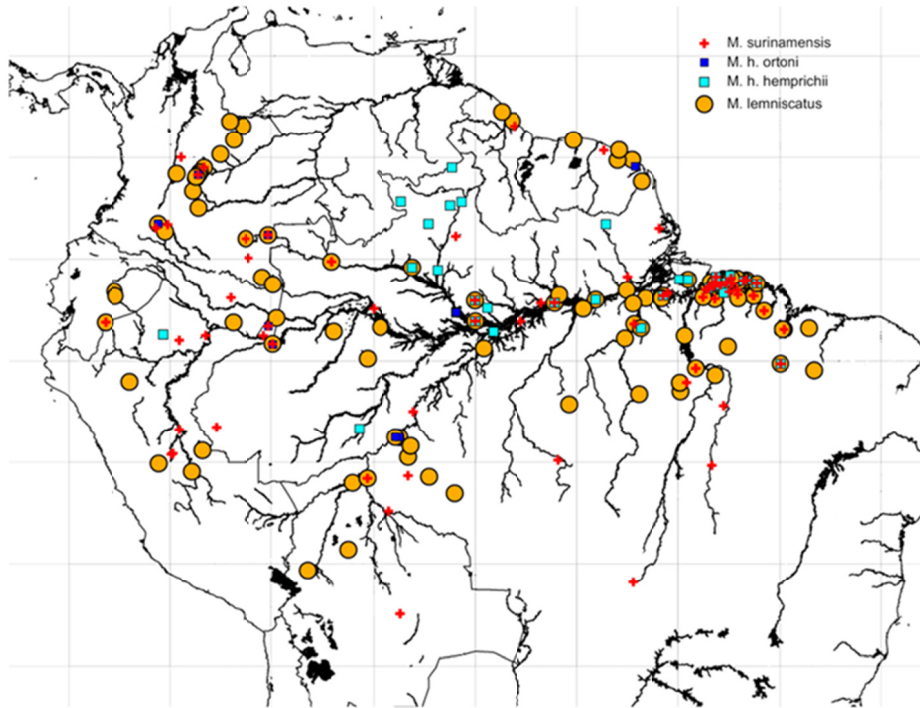 M. surinamensis
M. h. ortoni
M. h. hemprichii
M. lemniscatus